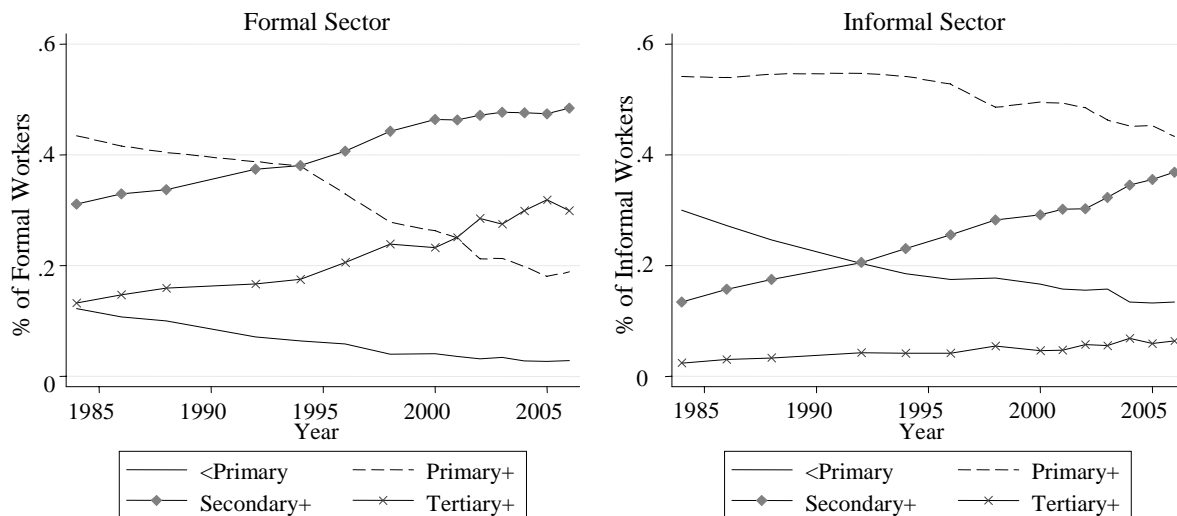 Formal Sector
% of Formal Workers
.6
.4
.2
0
1985 1990 1995 2000 2005
Year
<Primary Primary+
Secondary+ Tertiary+
Informal Sector
% of Informal Workers
.6
.4
.2
0
1985 1990 1995 2000 2005
Year
<Primary Primary+
Secondary+ Tertiary+